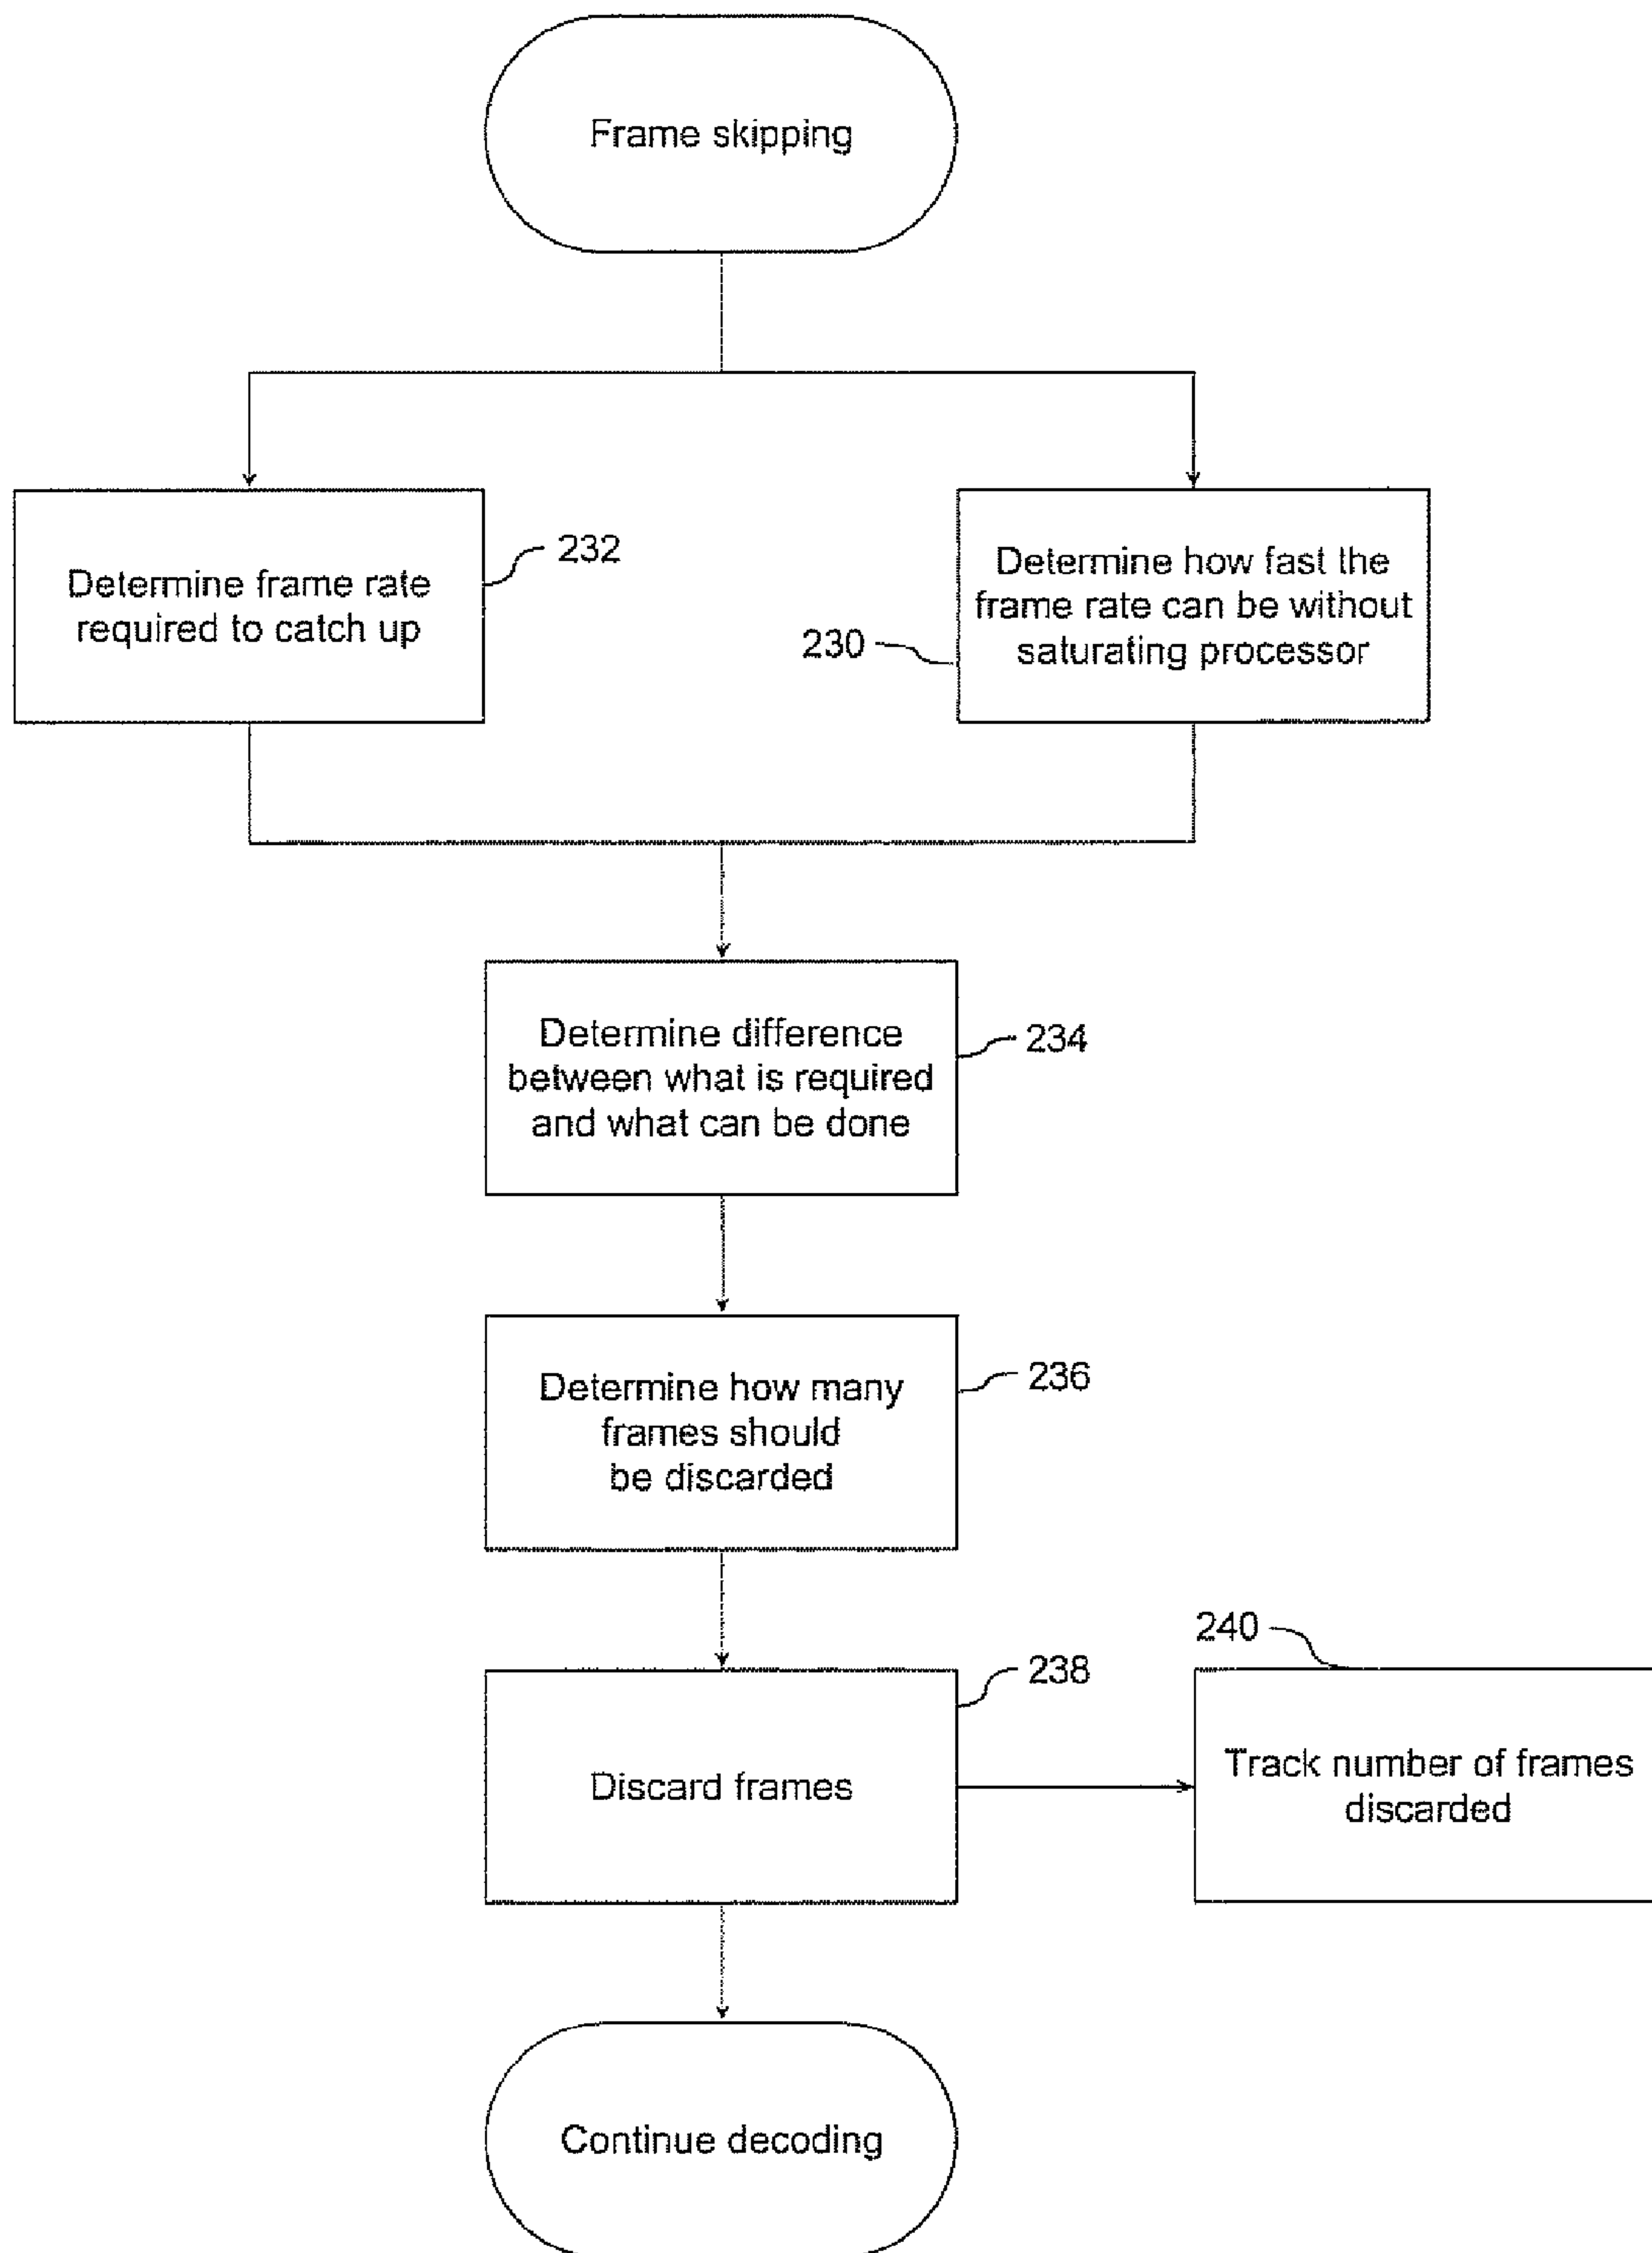 Frame skipping
Determine frame rate
required to catch up
232
Determine how fast the
frame rate can be without
saturating processor
230
Determine difference
between what is required
and what can be done
234
Determine how many
frames should
be discarded
236
Discard frames
238
240
Track number of frames
discarded
Continue decoding